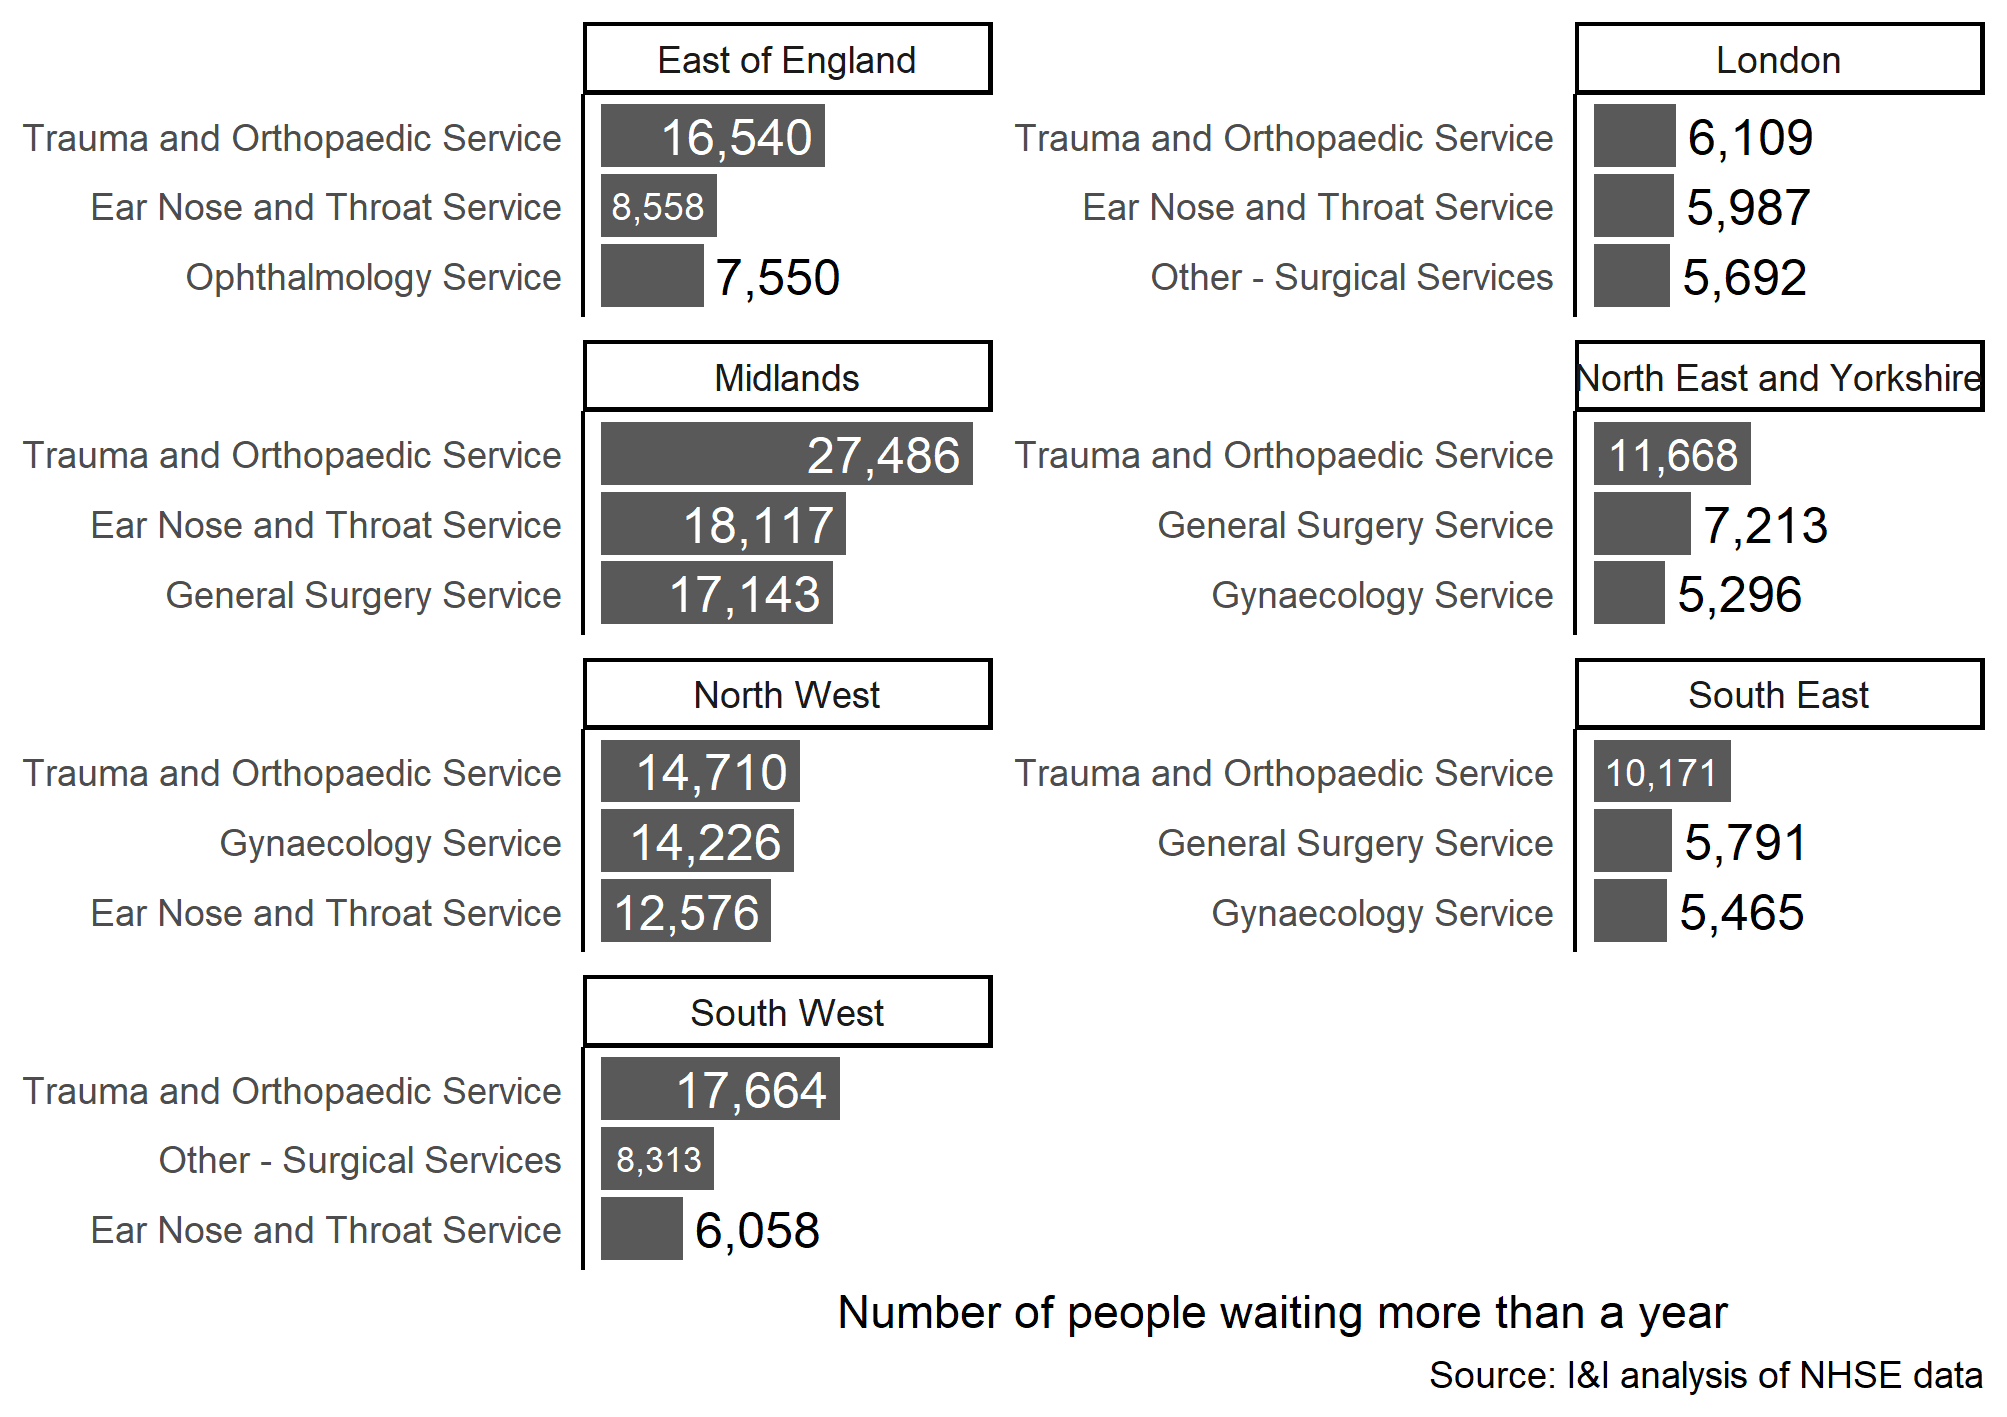 East of England
Trauma and Orthopaedic Service 16,540
Ear Nose and Throat Service 8,558
Ophthalmology Service 7,550
London
Trauma and Orthopaedic Service 6,109
Ear Nose and Throat Service 5,987
Other - Surgical Services 5,692
Midlands
Trauma and Orthopaedic Service 27,486
Ear Nose and Throat Service 18,117
General Surgery Service 17,143
North East and Yorkshire
Trauma and Orthopaedic Service 11,668
General Surgery Service 7,213
Gynaecology Service 5,296
North West
Trauma and Orthopaedic Service 14,710
Gynaecology Service 14,226
Ear Nose and Throat Service 12,576
South East
Trauma and Orthopaedic Service 10,171
General Surgery Service 5,791
Gynaecology Service 5,465
South West
Trauma and Orthopaedic Service 17,664
Other - Surgical Services 8,313
Ear Nose and Throat Service 6,058
Number of people waiting more than a year
Source: I&I analysis of NHSE data